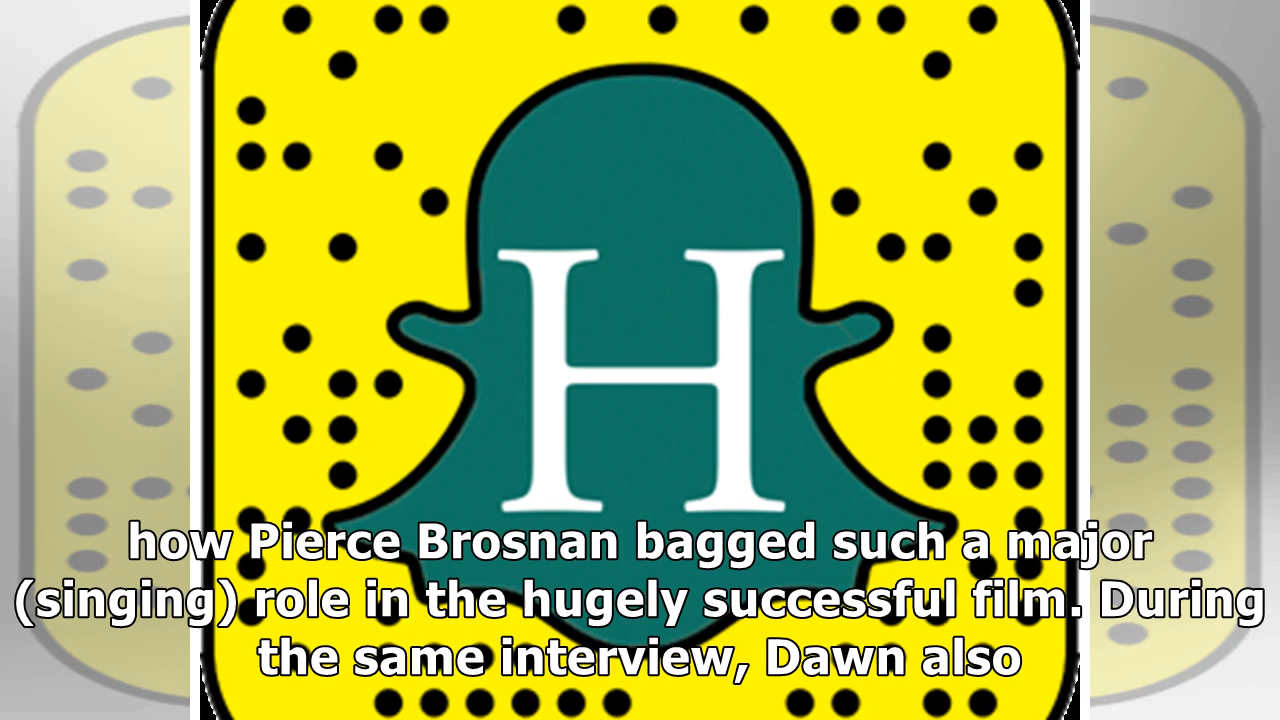 H
how Pierce Brosnan bagged such a major
(singing) role in the hugely successful film. During
the same interview, Dawn also